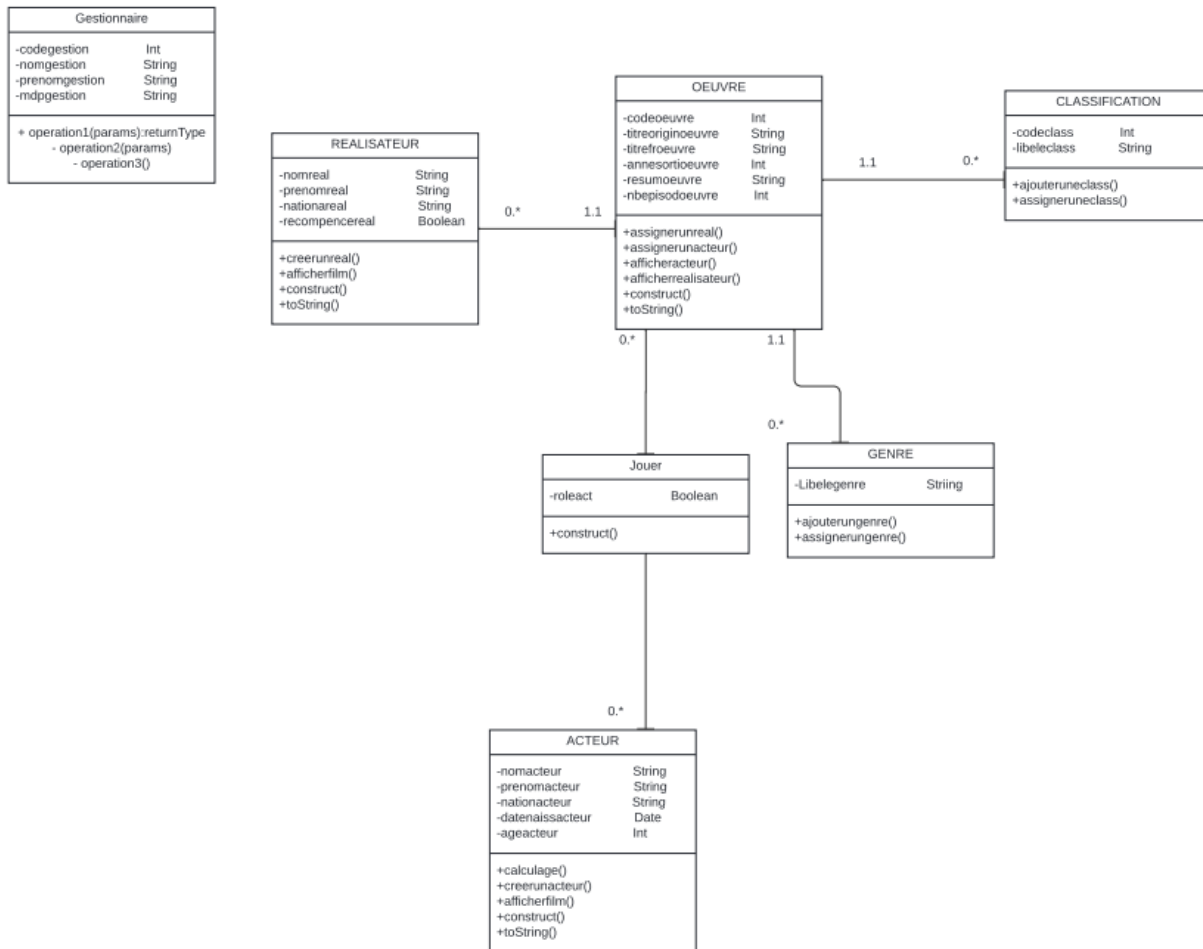 Gestionnaire
-codegestion Int
-nomgestion String
-prenomgestion String
-mdpgestion String
+ operation1(params):returnType
- operation2(params)
- operation3()
REALISATEUR
-nomreal String
-prenomreal String
-nationareal String
-recompencereal Boolean
+creerunreal()
+afficherfilm()
+construct()
+toString()
0.*
1.1
OEUVRE
-codeoeuvre Int
-titreoriginoeuvre String
-titrefroeuvre String
-annesortioeuvre Int
-resumoeuvre String
-nbepisodoeuvre Int
+assignerunreal()
+assignerunacteur()
+afficheracteur()
+afficherrealisateur()
+construct()
+toString()
1.1
0.*
CLASSIFICATION
-codeclass Int
-libeleclass String
+ajouteruneclass()
+assigneruneclass()
0.*
1.1
0.*
Jouer
-roleact Boolean
+construct()
GENRE
-Libelegenre Striing
+ajouterungenre()
+assignerungenre()
0.*
ACTEUR
-nomacteur String
-prenomacteur String
-nationacteur String
-datenaissacteur Date
-ageacteur Int
+calculage()
+creerunacteur()
+afficherfilm()
+construct()
+toString()